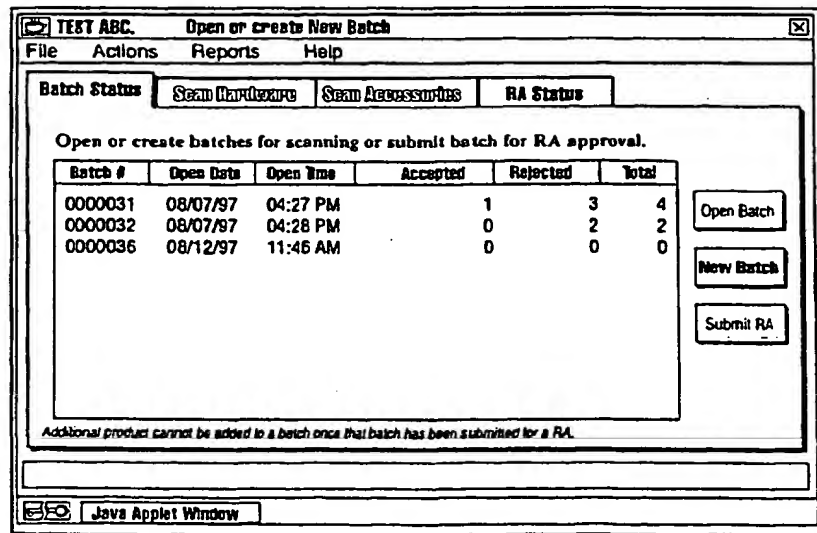 TEST ABC. Open or create New Batch
File Actions Reports Help
Batch Status Scan Hardware Scan Accessories RA Status
Open or create batches for scanning or submit batch for RA approval.
Batch # Open Date Open Time Accepted Rejected Total
0000031 08/07/97 04:27 PM 1 3 4
0000032 08/07/97 04:28 PM 0 2 2
0000036 08/12/97 11:46 AM 0 0 0
Open Batch
New Batch
Submit RA
Additional product cannot be added to a batch once that batch has been submitted for a RA.
Java Applet Window